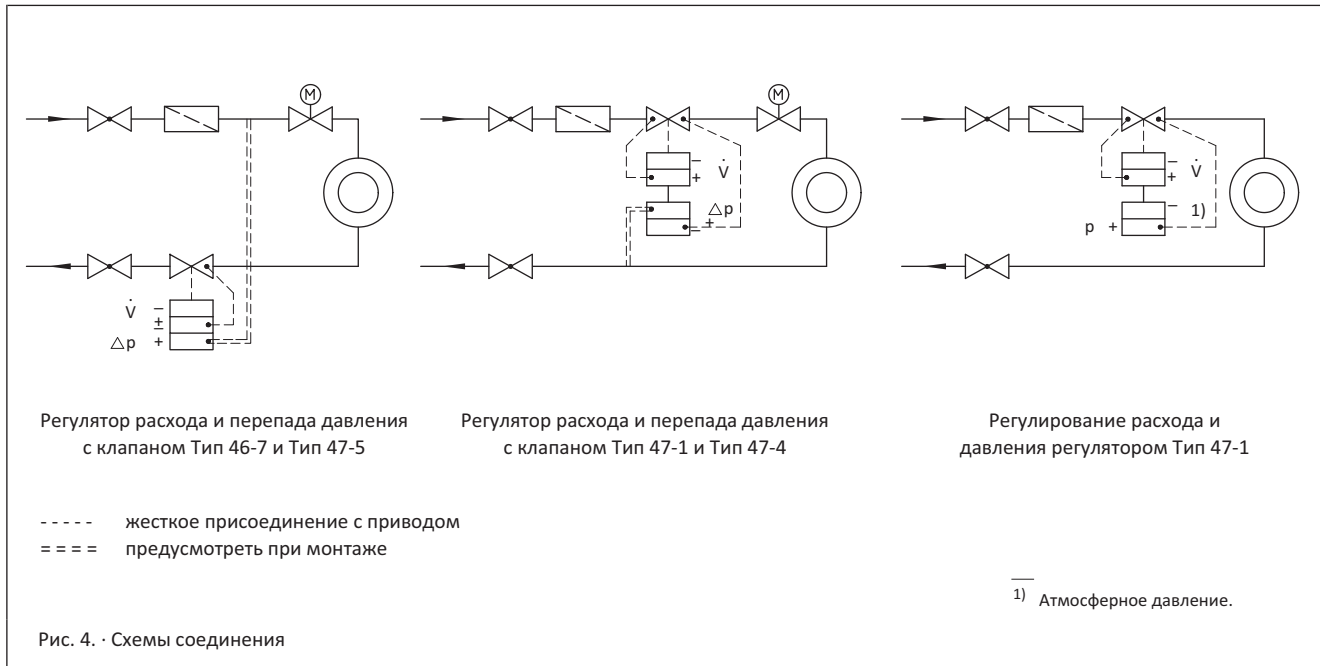 M
M
V̇ – + – +
Δp
– + V̇
Δp
+ –
– + V̇
– 1)
p +
Регулятор расхода и перепада давления
с клапаном Тип 46-7 и Тип 47-5
Регулятор расхода и перепада давления
с клапаном Тип 47-1 и Тип 47-4
Регулирование расхода и
давления регулятором Тип 47-1
- - - - - жесткое присоединение с приводом
= = = = предусмотреть при монтаже
1) Атмосферное давление.
Рис. 4. · Схемы соединения